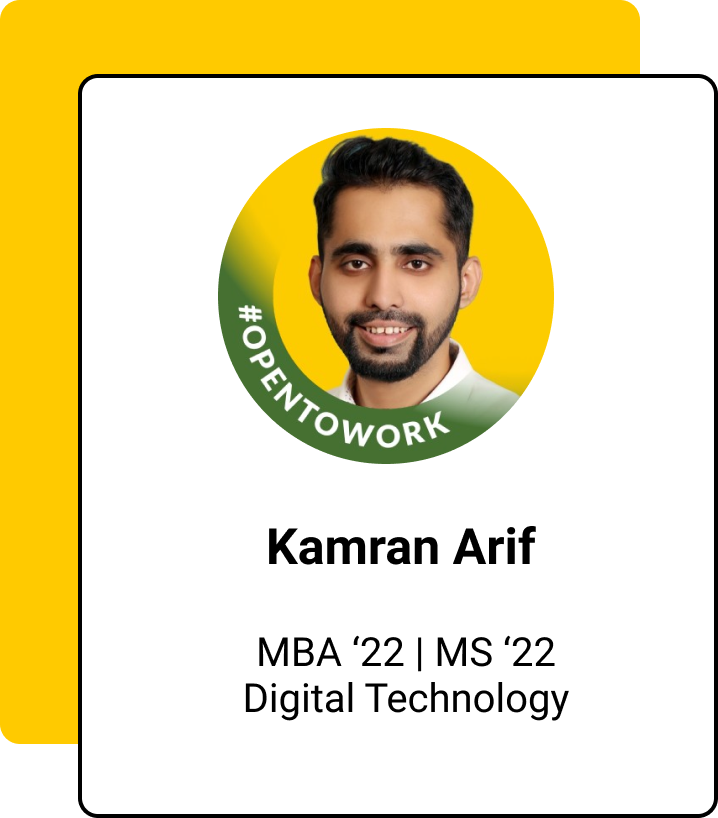 #OPENTOWORK
Kamran Arif
MBA ‘22 | MS ‘22
Digital Technology